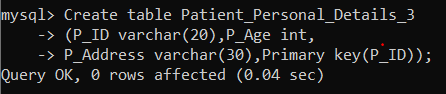 mysql> Create table Patient_Personal_Details_3
    -> (P_ID varchar(20),P_Age int,
    -> P_Address varchar(30),Primary key(P_ID));
Query OK, 0 rows affected (0.04 sec)